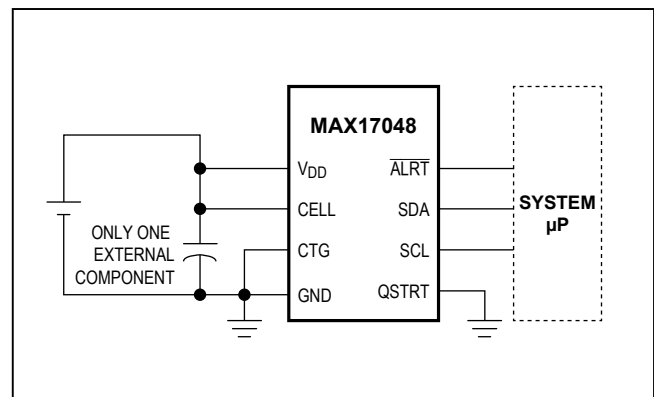 MAX17048
VDD
CELL
CTG
GND
ALRT
SDA
SCL
QSTRT
ONLY ONE
EXTERNAL
COMPONENT
SYSTEM
µP